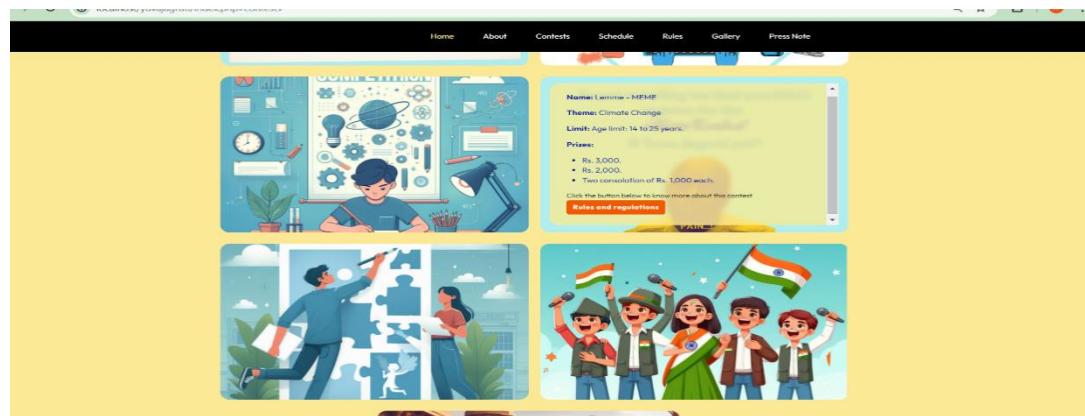 Home About Contests Schedule Rules Gallery Press Note
COMPETITION
Name: Lemme - MEME
Theme: Climate Change
Limit: Age limit: 14 to 25 years.
Prizes:
• Rs. 3,000.
• Rs. 2,000.
• Two consolation of Rs. 1,000 each.
Click the button below to know more about this contest
Rules and regulations
PAIN